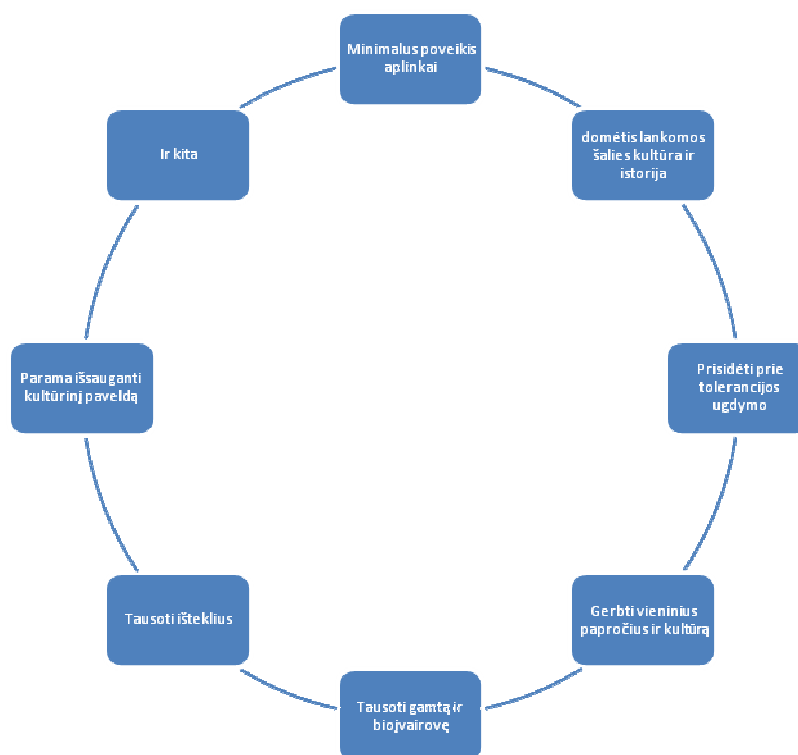 Minimalus poveikis
aplinkai
domėtis lankomos
šalies kultūra ir
istorija
Prisidėti prie
tolerancijos
ugdymo
Gerbti vieninius
papročius ir kultūrą
Tausoti gamtą ir
biojvairovę
Tausoti išteklius
Parama išsauganti
kultūrinį paveldą
Ir kita